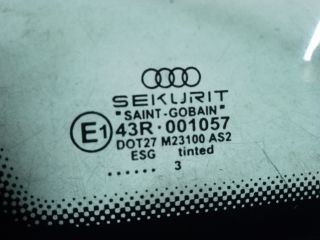 SEKURIT
"SAINT-GOBAIN"
E1 43R·001057
DOT27 M23100 AS2
ESG tinted
...... 3